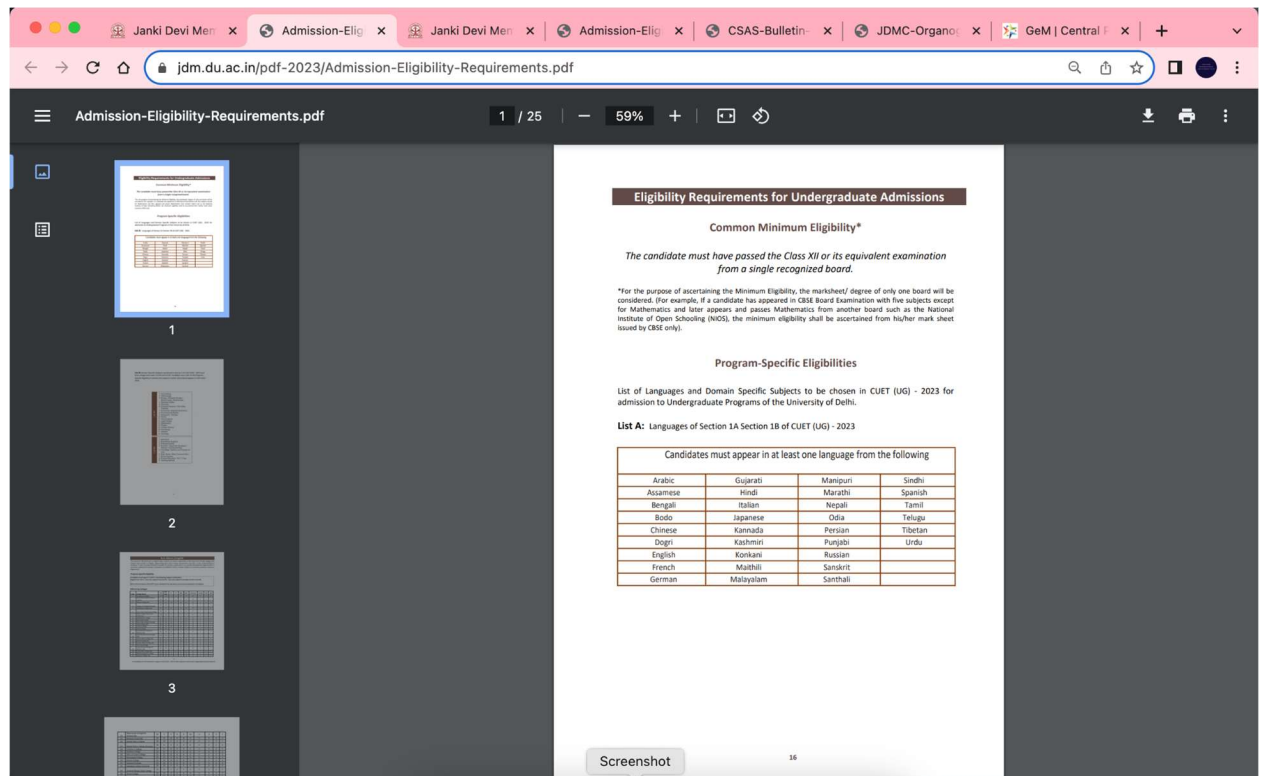 Janki Devi Mem
Admission-Elig
Janki Devi Mem
Admission-Elig
CSAS-Bulletin-
JDMC-Organog
GeM | Central P
jdm.du.ac.in/pdf-2023/Admission-Eligibility-Requirements.pdf
Admission-Eligibility-Requirements.pdf
1 / 25
59%
1
2
3
Eligibility Requirements for Undergraduate Admissions
Common Minimum Eligibility*
The candidate must have passed the Class XII or its equivalent examination
from a single recognized board.
*For the purpose of ascertaining the Minimum Eligibility, the marksheet/ degree of only one board will be
considered. (For example, If a candidate has appeared in CBSE Board Examination with five subjects except
for Mathematics and later appears and passes Mathematics from another board such as the National
Institute of Open Schooling (NIOS), the minimum eligibility shall be ascertained from his/her mark sheet
issued by CBSE only).
Program-Specific Eligibilities
List of Languages and Domain Specific Subjects to be chosen in CUET (UG) - 2023 for
admission to Undergraduate Programs of the University of Delhi.
List A: Languages of Section 1A Section 1B of CUET (UG) - 2023
Candidates must appear in at least one language from the following
Arabic Gujarati Manipuri Sindhi
Assamese Hindi Marathi Spanish
Bengali Italian Nepali Tamil
Bodo Japanese Odia Telugu
Chinese Kannada Persian Tibetan
Dogri Kashmiri Punjabi Urdu
English Konkani Russian
French Maithili Sanskrit
German Malayalam Santhali
Screenshot
16